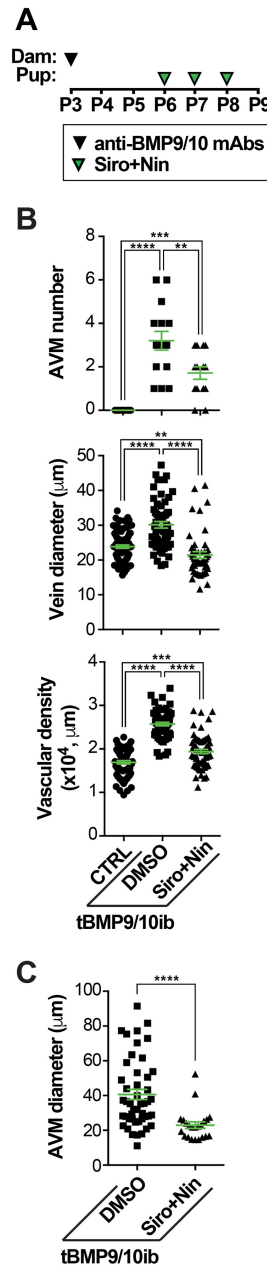 A
Dam:
Pup:
P3 P4 P5 P6 P7 P8 P9
anti-BMP9/10 mAbs
Siro+Nin
B
***
**** **
AVM number
8
6
4
2
0
**
**** ****
Vein diameter (μm)
50
40
30
20
10
0
***
**** ****
Vascular density
(x10⁴, μm)
4
3
2
1
0
CTRL DMSO Siro+Nin
tBMP9/10ib
C
****
AVM diameter (μm)
100
80
60
40
20
0
DMSO Siro+Nin
tBMP9/10ib